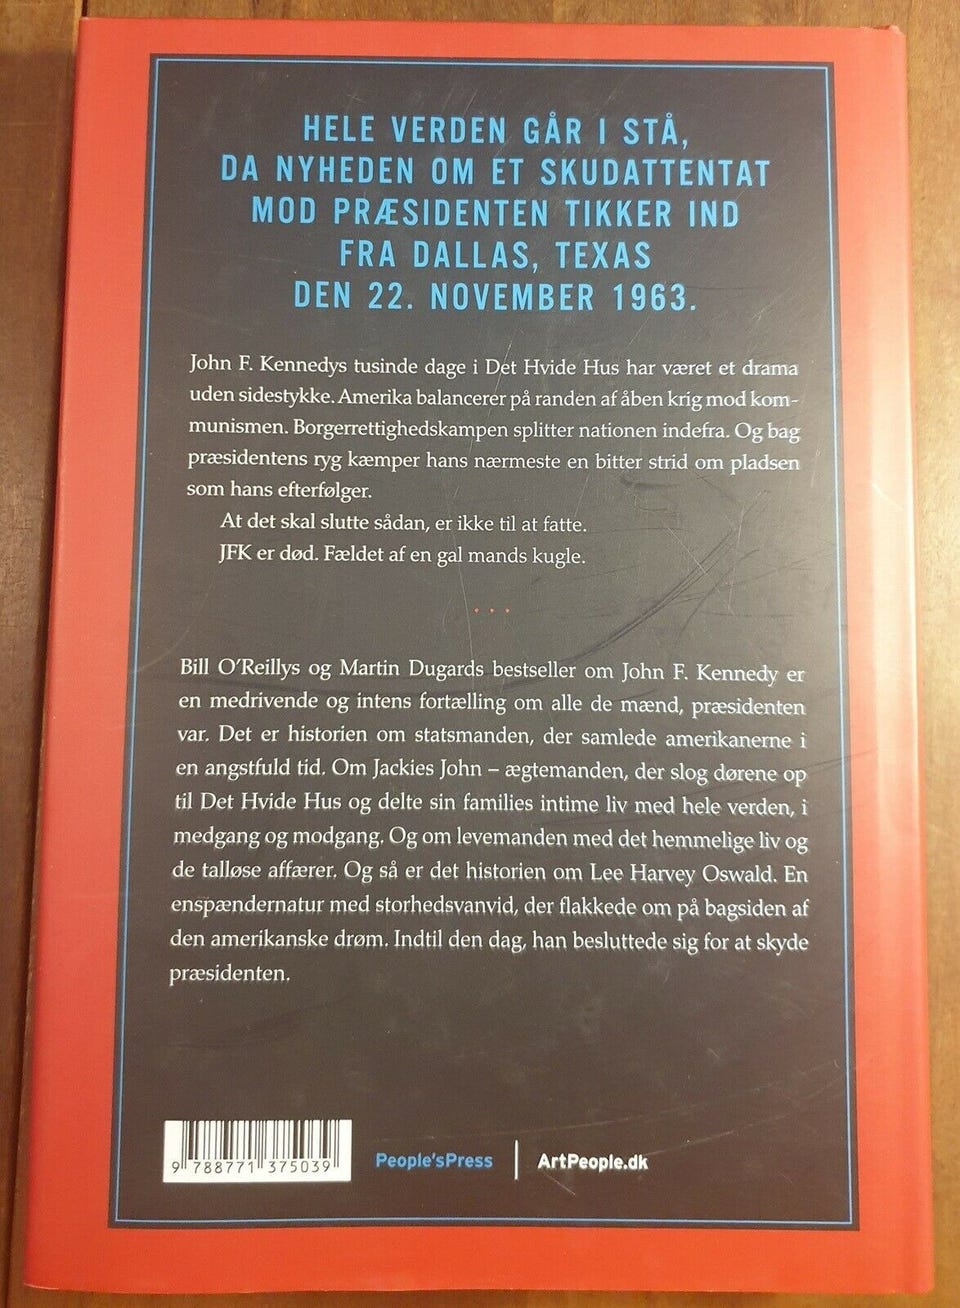 HELE VERDEN GÅR I STÅ,
DA NYHEDEN OM ET SKUDATTENTAT
MOD PRÆSIDENTEN TIKKER IND
FRA DALLAS, TEXAS
DEN 22. NOVEMBER 1963.
John F. Kennedys tusinde dage i Det Hvide Hus har været et drama
uden sidestykke. Amerika balancerer på randen af åben krig mod kom-
munismen. Borgerrettighedskampen splitter nationen indefra. Og bag
præsidentens ryg kæmper hans nærmeste en bitter strid om pladsen
som hans efterfølger.
At det skal slutte sådan, er ikke til at fatte.
JFK er død. Fældet af en gal mands kugle.
...
Bill O'Reillys og Martin Dugards bestseller om John F. Kennedy er
en medrivende og intens fortælling om alle de mænd, præsidenten
var. Det er historien om statsmanden, der samlede amerikanerne i
en angstfuld tid. Om Jackies John – ægtemanden, der slog dørene op
til Det Hvide Hus og delte sin families intime liv med hele verden, i
medgang og modgang. Og om levemanden med det hemmelige liv og
de talløse affærer. Og så er det historien om Lee Harvey Oswald. En
enspændernatur med storhedsvanvid, der flakkede om på bagsiden af
den amerikanske drøm. Indtil den dag, han besluttede sig for at skyde
præsidenten.
9 788771 375039
People'sPress | ArtPeople.dk